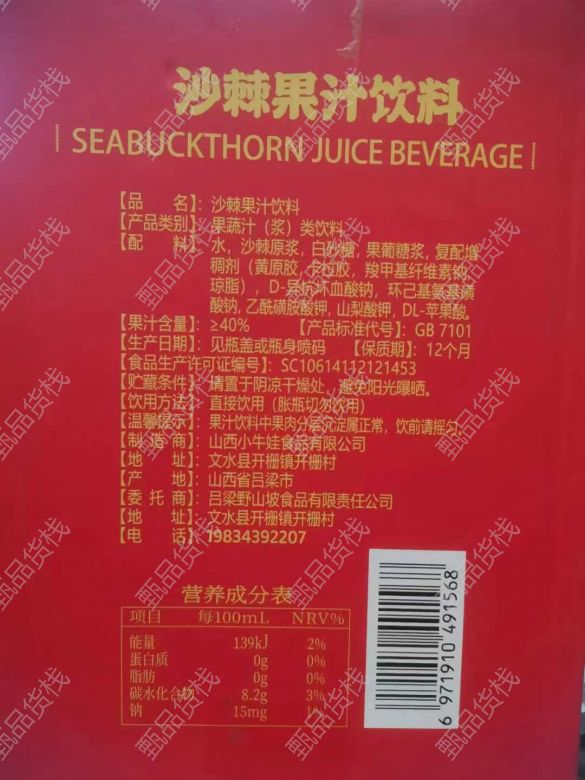 沙棘果汁饮料
SEABUCKTHORN JUICE BEVERAGE
【品 名】：沙棘果汁饮料
【产品类别】：果蔬汁（浆）类饮料
【配 料】：水，沙棘原浆，白砂糖，果葡糖浆，复配增
稠剂（黄原胶，卡拉胶，羧甲基纤维素钠，
琼脂），D-异抗坏血酸钠，环己基氨基磺
酸钠，乙酰磺胺酸钾，山梨酸钾，DL-苹果酸。
【果汁含量】：≥40% 【产品标准代号】：GB 7101
【生产日期】：见瓶盖或瓶身喷码 【保质期】：12个月
【食品生产许可证编号】：SC10614112121453
【贮藏条件】：请置于阴凉干燥处、避免阳光曝晒。
【饮用方法】：直接饮用（胀瓶切勿饮用）
【温馨提示】：果汁饮料中果肉分层沉淀属正常，饮前请摇匀。
【制 造 商】：山西小牛娃食品有限公司
【地 址】：文水县开栅镇开栅村
【产 地】：山西省吕梁市
【委 托 商】：吕梁野山坡食品有限责任公司
【地 址】：文水县开栅镇开栅村
【电 话】：19834392207
营养成分表
项目 每100mL NRV%
能量 139kJ 2%
蛋白质 0g 0%
脂肪 0g 0%
碳水化合物 8.2g 3%
钠 15mg 1%
6 971910 491568
甄品货栈